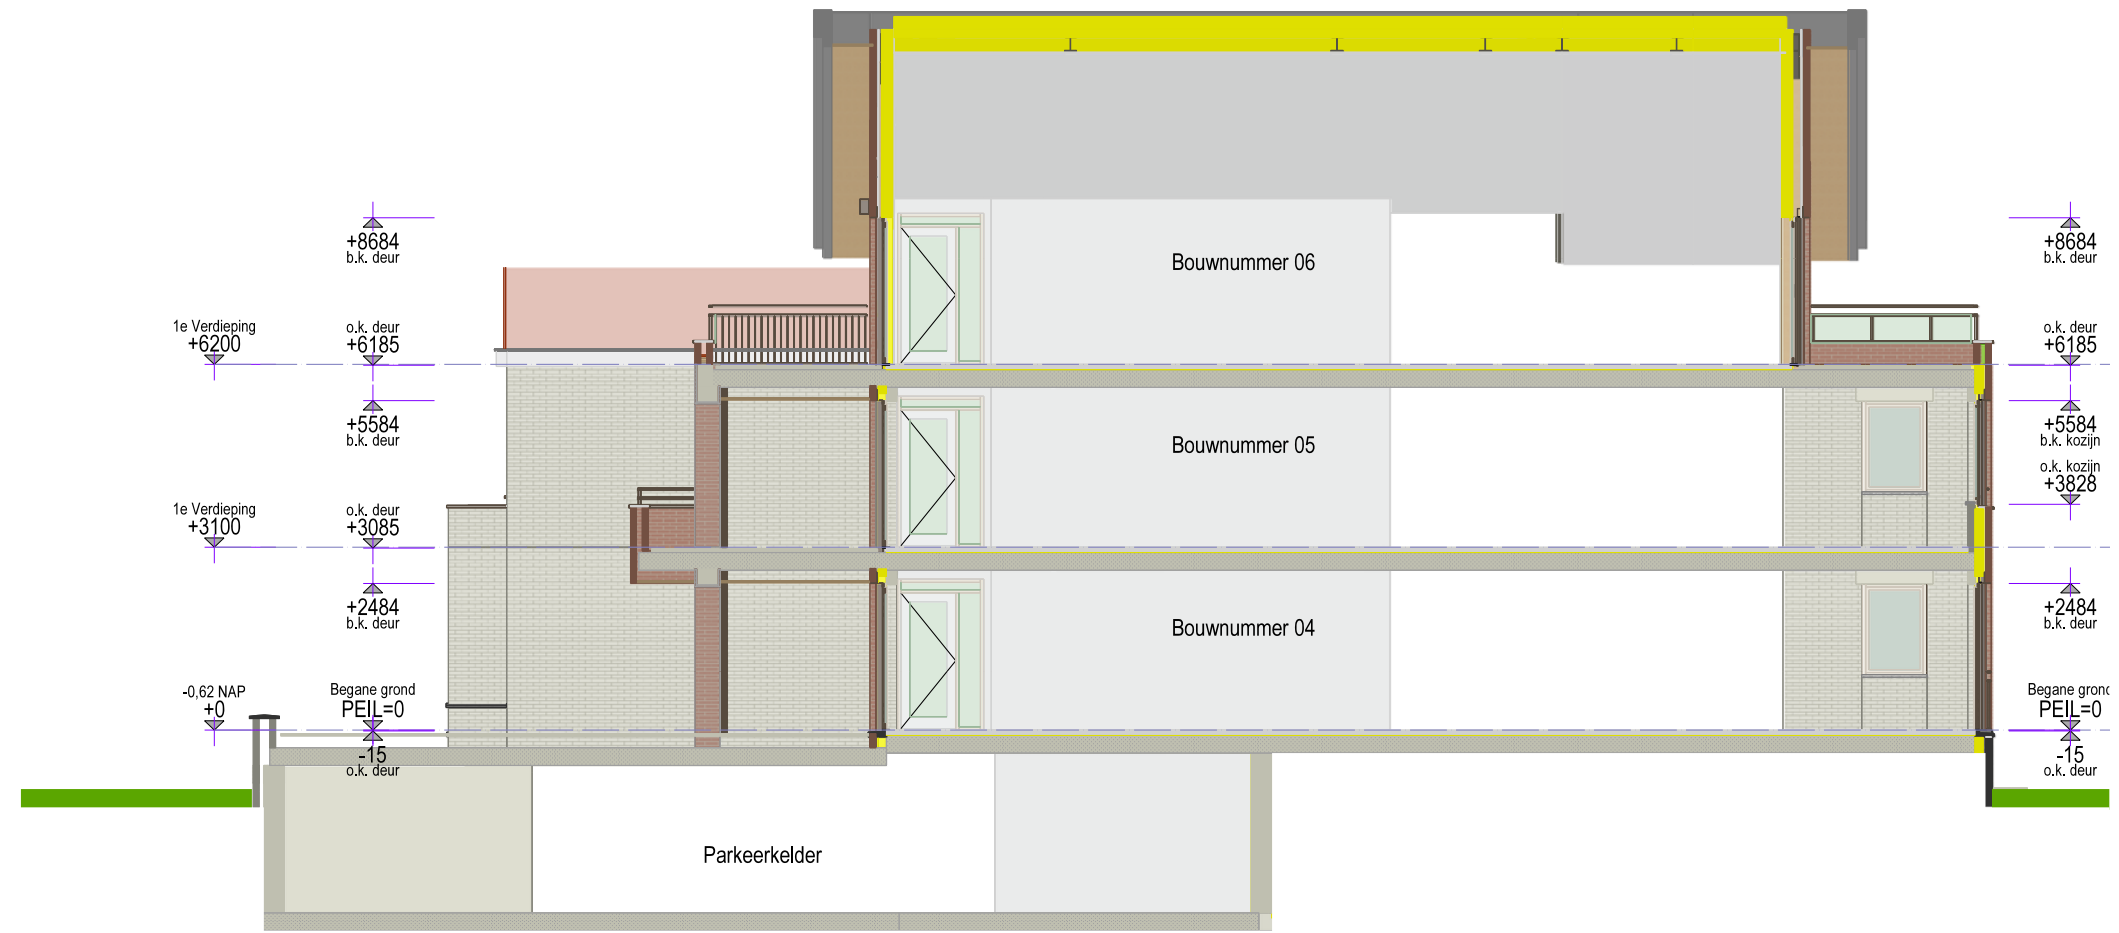 +8684
b.k. deur
+8684
b.k. deur
Bouwnummer 06
1e Verdieping
+6200
o.k. deur
+6185
o.k. deur
+6185
+5584
b.k. deur
+5584
b.k. kozijn
Bouwnummer 05
o.k. kozijn
+3828
1e Verdieping
+3100
o.k. deur
+3085
+2484
b.k. deur
+2484
b.k. deur
Bouwnummer 04
-0,62 NAP
+0
Begane grond
PEIL=0
Begane grond
PEIL=0
-15
o.k. deur
-15
o.k. deur
Parkeerkelder